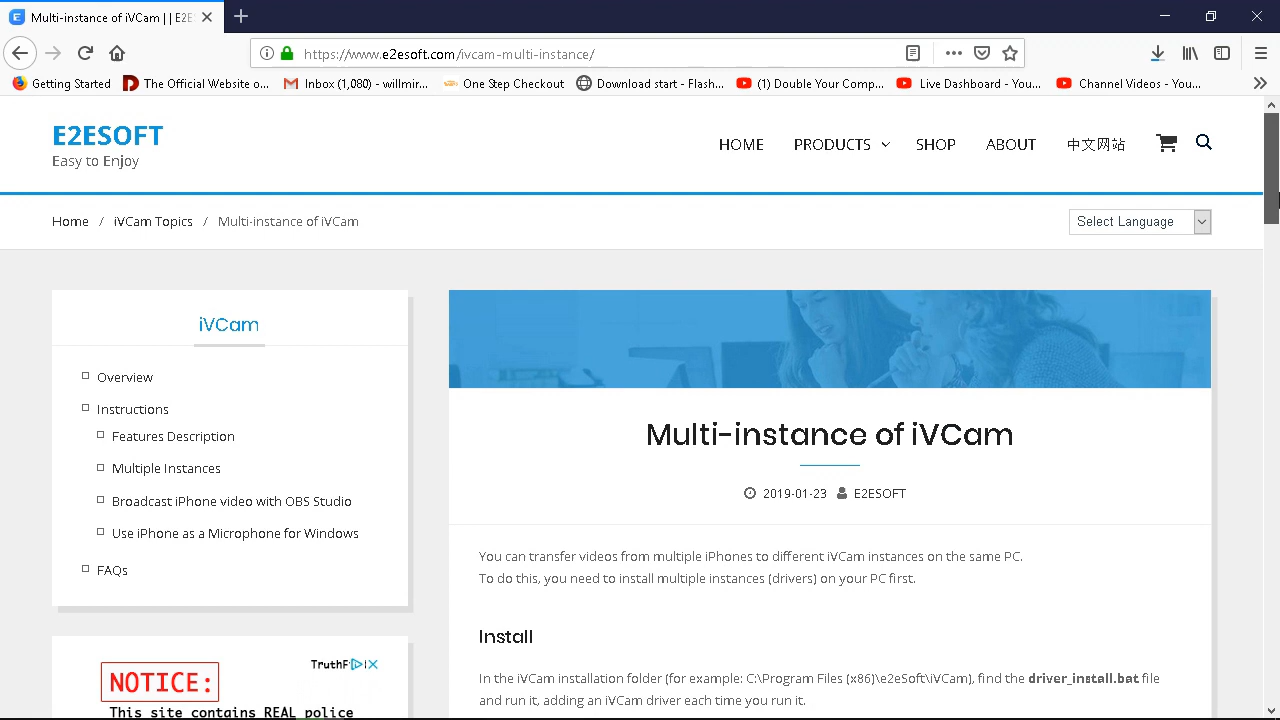 Multi-instance of iVCam | | E2E
https://www.e2esoft.com/ivcam-multi-instance/
Getting Started
The Official Website o...
Inbox (1,080) - willmir...
One Step Checkout
Download start - Flash...
(1) Double Your Comp...
Live Dashboard - You...
Channel Videos - You...
E2ESOFT
Easy to Enjoy
HOME
PRODUCTS
SHOP
ABOUT
中文网站
Home / iVCam Topics / Multi-instance of iVCam
Select Language
iVCam
Overview
Instructions
Features Description
Multiple Instances
Broadcast iPhone video with OBS Studio
Use iPhone as a Microphone for Windows
FAQs
TruthF
NOTICE:
This site contains REAL police
Multi-instance of iVCam
2019-01-23 E2ESOFT
You can transfer videos from multiple iPhones to different iVCam instances on the same PC.
To do this, you need to install multiple instances (drivers) on your PC first.
Install
In the iVCam installation folder (for example: C:\Program Files (x86)\e2eSoft\iVCam), find the driver_install.bat file
and run it, adding an iVCam driver each time you run it.